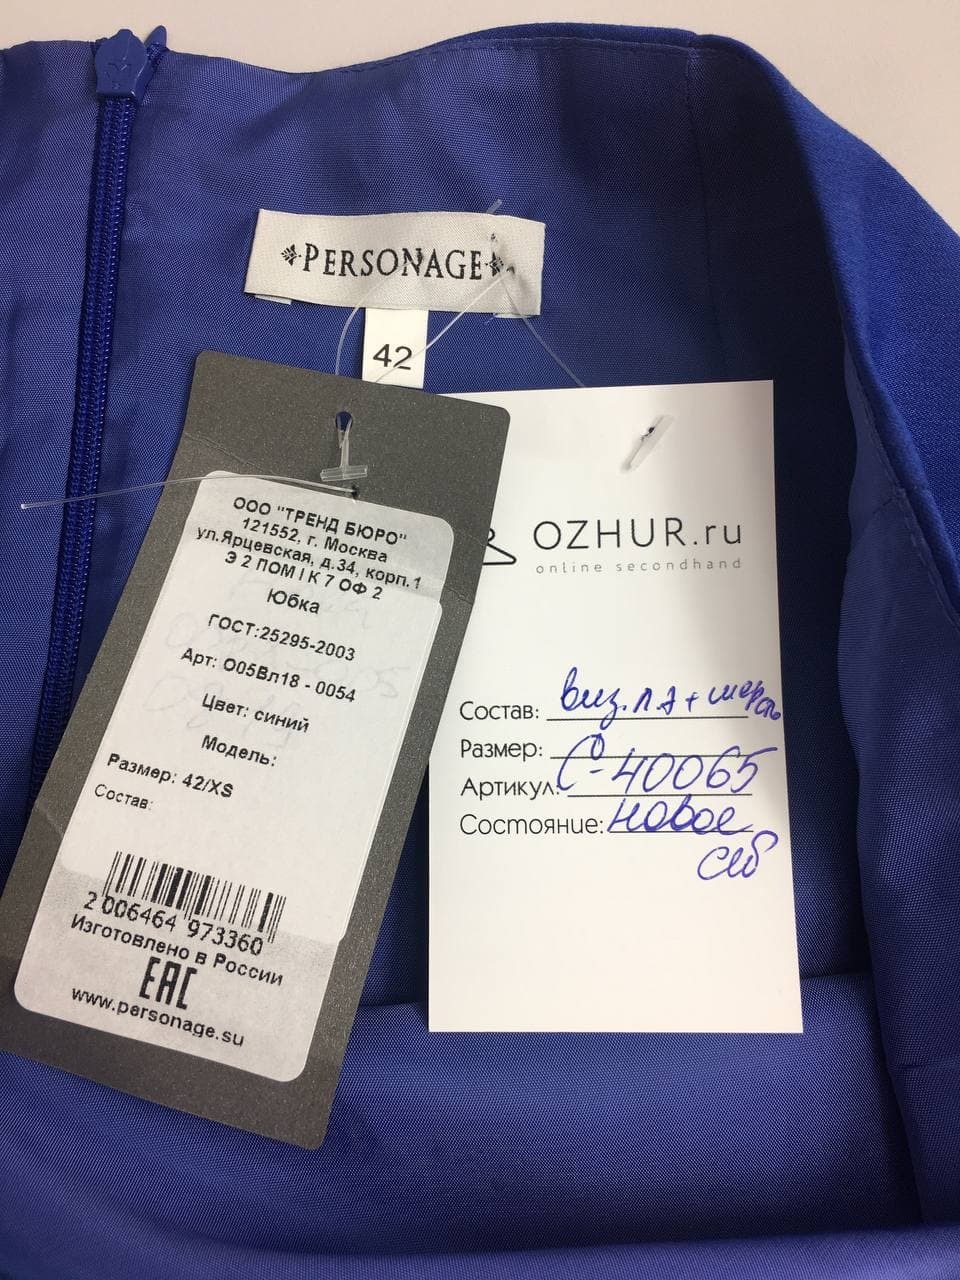 PERSONAGE
42
ООО "ТРЕНД БЮРО"
121552, г. Москва
ул.Ярцевская, д.34, корп.1
Э 2 ПОМ I К 7 ОФ 2
Юбка
ГОСТ:25295-2003
Арт: О05Вл18 - 0054
Цвет: синий
Модель:
Размер: 42/XS
Состав:
2 006464 973360
Изготовлено в России
EAC
www.personage.su
OZHUR.ru
online secondhand
Состав: виз. п э + шерсть
Размер:
Артикул: С-40065
Состояние: новое